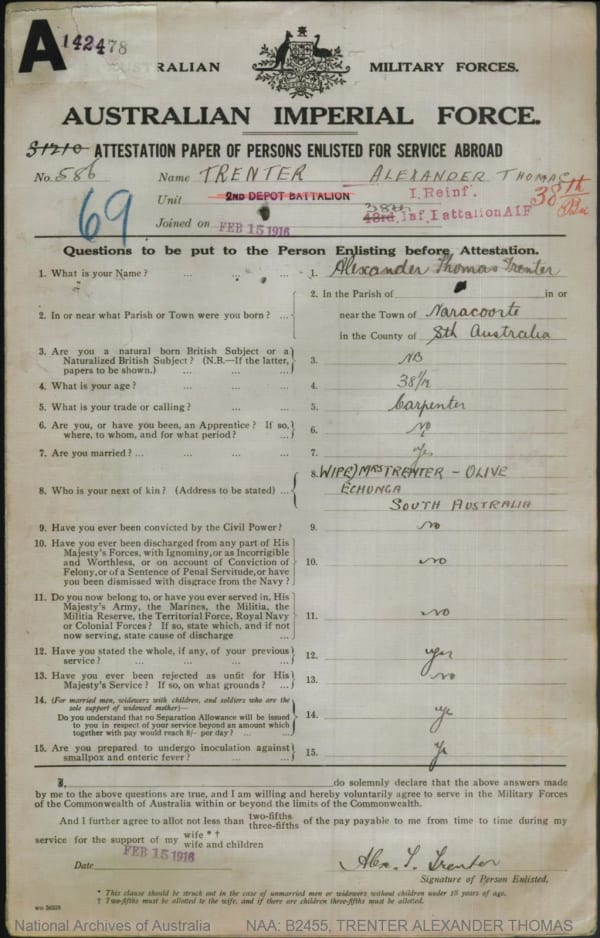 A 142478
AUSTRALIAN MILITARY FORCES.
AUSTRALIAN IMPERIAL FORCE.
31210 ATTESTATION PAPER OF PERSONS ENLISTED FOR SERVICE ABROAD
No. 586 Name TRENTER ALEXANDER THOMAS
Unit 2ND DEPOT BATTALION 1. Reinf. 38th
69 38th
Joined on FEB 15 1916 43rd. Inf. Battalion AIF
Questions to be put to the Person Enlisting before Attestation.
1. What is your Name? ... ... ... 1. Alexander Thomas Trenter
2. In or near what Parish or Town were you born? ... 2. In the Parish of in or
near the Town of Naracoorte
in the County of Sth Australia
3. Are you a natural born British Subject or a
Naturalized British Subject? (N.B.—If the latter,
papers to be shown.) ... ... 3. NB
4. What is your age? ... ... 4. 38 1/12
5. What is your trade or calling? ... ... 5. Carpenter
6. Are you, or have you been, an Apprentice? If so,
where, to whom, and for what period? ... 6. No
7. Are you married? ... ... ... 7. Yes
8. Who is your next of kin? (Address to be stated) ... 8. WIFE) MRS TRENTER - OLIVE
ECHUNGA
SOUTH AUSTRALIA
9. Have you ever been convicted by the Civil Power? 9. no
10. Have you ever been discharged from any part of His
Majesty's Forces, with Ignominy, or as Incorrigible
and Worthless, or on account of Conviction of
Felony, or of a Sentence of Penal Servitude, or have
you been dismissed with disgrace from the Navy? 10. no
11. Do you now belong to, or have you ever served in, His
Majesty's Army, the Marines, the Militia, the
Militia Reserve, the Territorial Force, Royal Navy
or Colonial Forces? If so, state which, and if not
now serving, state cause of discharge ... 11. no
12. Have you stated the whole, if any, of your previous
service? ... ... ... 12. Yes
13. Have you ever been rejected as unfit for His
Majesty's Service? If so, on what grounds? ... 13. no
14. (For married men, widowers with children, and soldiers who are the
sole support of widowed mother)—
Do you understand that no Separation Allowance will be issued
to you in respect of your service beyond an amount which
together with pay would reach 8/- per day? ... ... 14. Ye
15. Are you prepared to undergo inoculation against
smallpox and enteric fever? ... ... 15. Ye
I, do solemnly declare that the above answers made
by me to the above questions are true, and I am willing and hereby voluntarily agree to serve in the Military Forces
of the Commonwealth of Australia within or beyond the limits of the Commonwealth.
And I further agree to allot not less than two-fifths three-fifths of the pay payable to me from time to time during my
service for the support of my wife * † wife and children
Date FEB 15 1916 Alex. T. Trenter
Signature of Person Enlisted.
* This clause should be struck out in the case of unmarried men or widowers without children under 18 years of age.
† Two-fifths must be allotted to the wife, and if there are children three-fifths must be allotted.
National Archives of Australia NAA: B2455, TRENTER ALEXANDER THOMAS